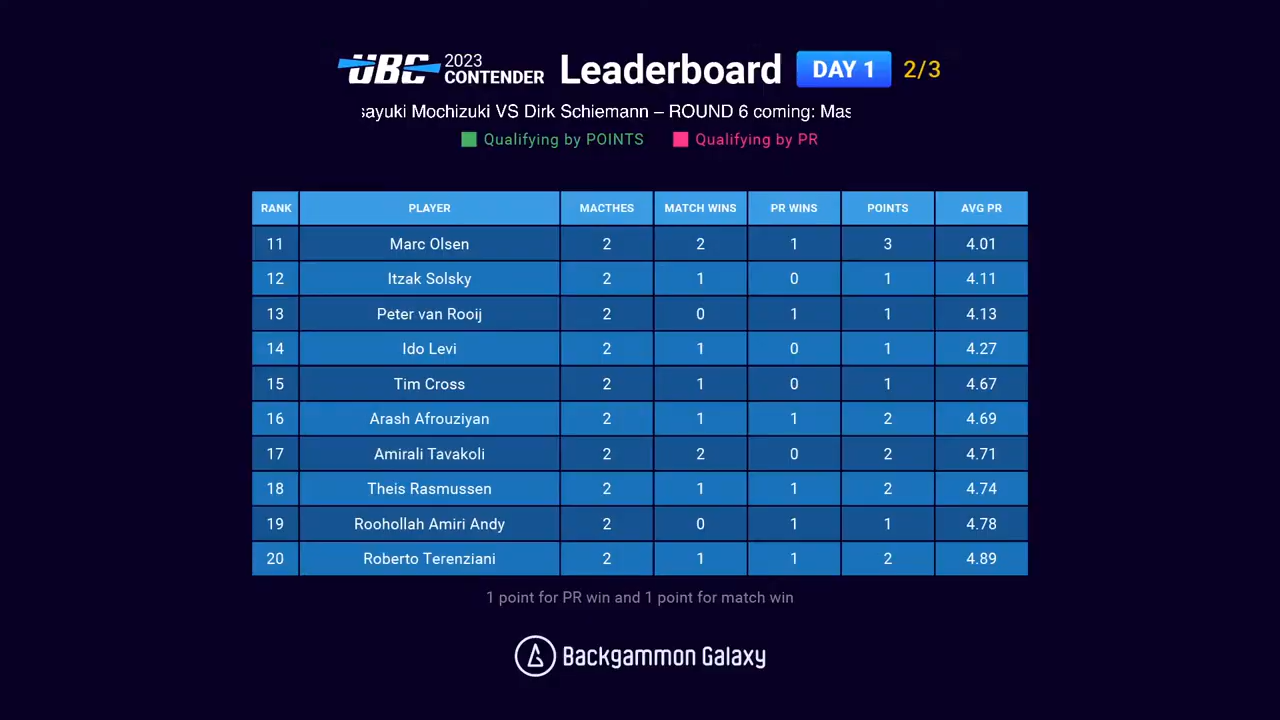 UBC 2023 CONTENDER Leaderboard DAY 1 2/3
sayuki Mochizuki VS Dirk Schiemann – ROUND 6 coming: Mas
Qualifying by POINTS Qualifying by PR
RANK PLAYER MACTHES MATCH WINS PR WINS POINTS AVG PR
11 Marc Olsen 2 2 1 3 4.01
12 Itzak Solsky 2 1 0 1 4.11
13 Peter van Rooij 2 0 1 1 4.13
14 Ido Levi 2 1 0 1 4.27
15 Tim Cross 2 1 0 1 4.67
16 Arash Afrouziyan 2 1 1 2 4.69
17 Amirali Tavakoli 2 2 0 2 4.71
18 Theis Rasmussen 2 1 1 2 4.74
19 Roohollah Amiri Andy 2 0 1 1 4.78
20 Roberto Terenziani 2 1 1 2 4.89
1 point for PR win and 1 point for match win
Backgammon Galaxy